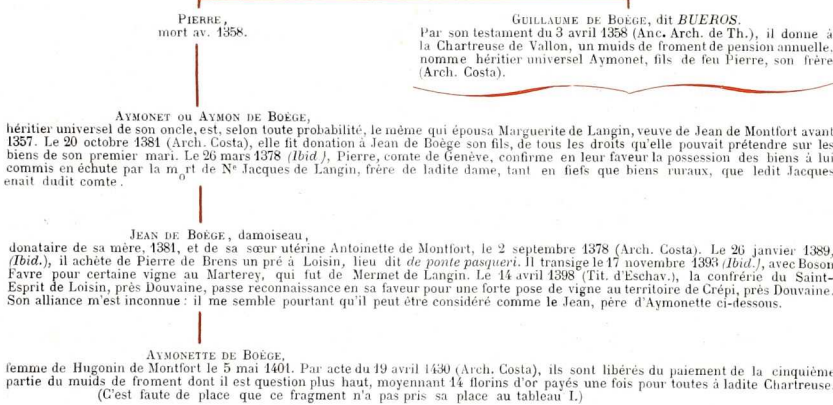 PIERRE,
mort av. 1358.
GUILLAUME DE BOËGE, dit BUEROS.
Par son testament du 3 avril 1358 (Anc. Arch. de Th.), il donne à
la Chartreuse de Vallon, un muids de froment de pension annuelle,
nomme héritier universel Aymonet, fils de feu Pierre, son frère
(Arch. Costa).
AYMONET OU AYMON DE BOËGE,
héritier universel de son oncle, est, selon toute probabilité, le même qui épousa Marguerite de Langin, veuve de Jean de Montfort avant
1357. Le 20 octobre 1381 (Arch. Costa), elle fit donation à Jean de Boëge son fils, de tous les droits qu'elle pouvait prétendre sur les
biens de son premier mari. Le 26 mars 1378 (Ibid ), Pierre, comte de Genève, confirme en leur faveur la possession des biens à lui
commis en échute par la m rt de Ne Jacques de Langin, frère de ladite dame, tant en fiefs que biens ruraux, que ledit Jacques
enait dudit comte .
JEAN DE BOËGE, damoiseau,
donataire de sa mère, 1381, et de sa sœur utérine Antoinette de Montfort, le 2 septembre 1378 (Arch. Costa). Le 26 janvier 1389,
(Ibid.), il achète de Pierre de Brens un pré à Loisin, lieu dit de ponte pasqueri. Il transige le 17 novembre 1393 (Ibid.), avec Boson
Favre pour certaine vigne au Marterey, qui fut de Mermet de Langin. Le 14 avril 1398 (Tit. d'Eschav.), la confrérie du Saint-
Esprit de Loisin, près Douvaine, passe reconnaissance en sa faveur pour une forte pose de vigne au territoire de Crépi, près Douvaine.
Son alliance m'est inconnue : il me semble pourtant qu'il peut être considéré comme le Jean, père d'Aymonette ci-dessous.
AYMONETTE DE BOËGE,
femme de Hugonin de Montfort le 5 mai 1401. Par acte du 19 avril 1430 (Arch. Costa), ils sont libérés du paiement de la cinquième
partie du muids de froment dont il est question plus haut, moyennant 14 florins d'or payés une fois pour toutes à ladite Chartreuse.
(C'est faute de place que ce fragment n'a pas pris sa place au tableau I.)